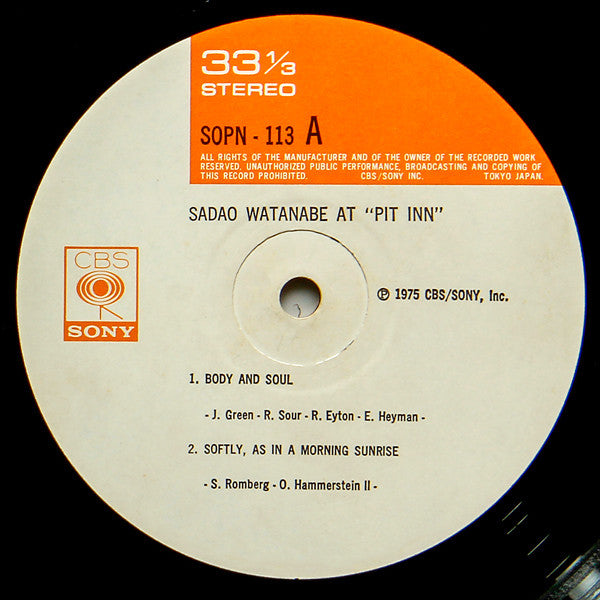 33 1/3
STEREO
SOPN - 113 A
ALL RIGHTS OF THE MANUFACTURER AND OF THE OWNER OF THE RECORDED WORK
RESERVED. UNAUTHORIZED PUBLIC PERFORMANCE, BROADCASTING AND COPYING OF
THIS RECORD PROHIBITED. CBS/SONY INC. TOKYO JAPAN.
SADAO WATANABE AT "PIT INN"
CBS
SONY
℗ 1975 CBS/SONY, Inc.
1. BODY AND SOUL
- J. Green - R. Sour - R. Eyton - E. Heyman -
2. SOFTLY, AS IN A MORNING SUNRISE
- S. Romberg - O. Hammerstein II -